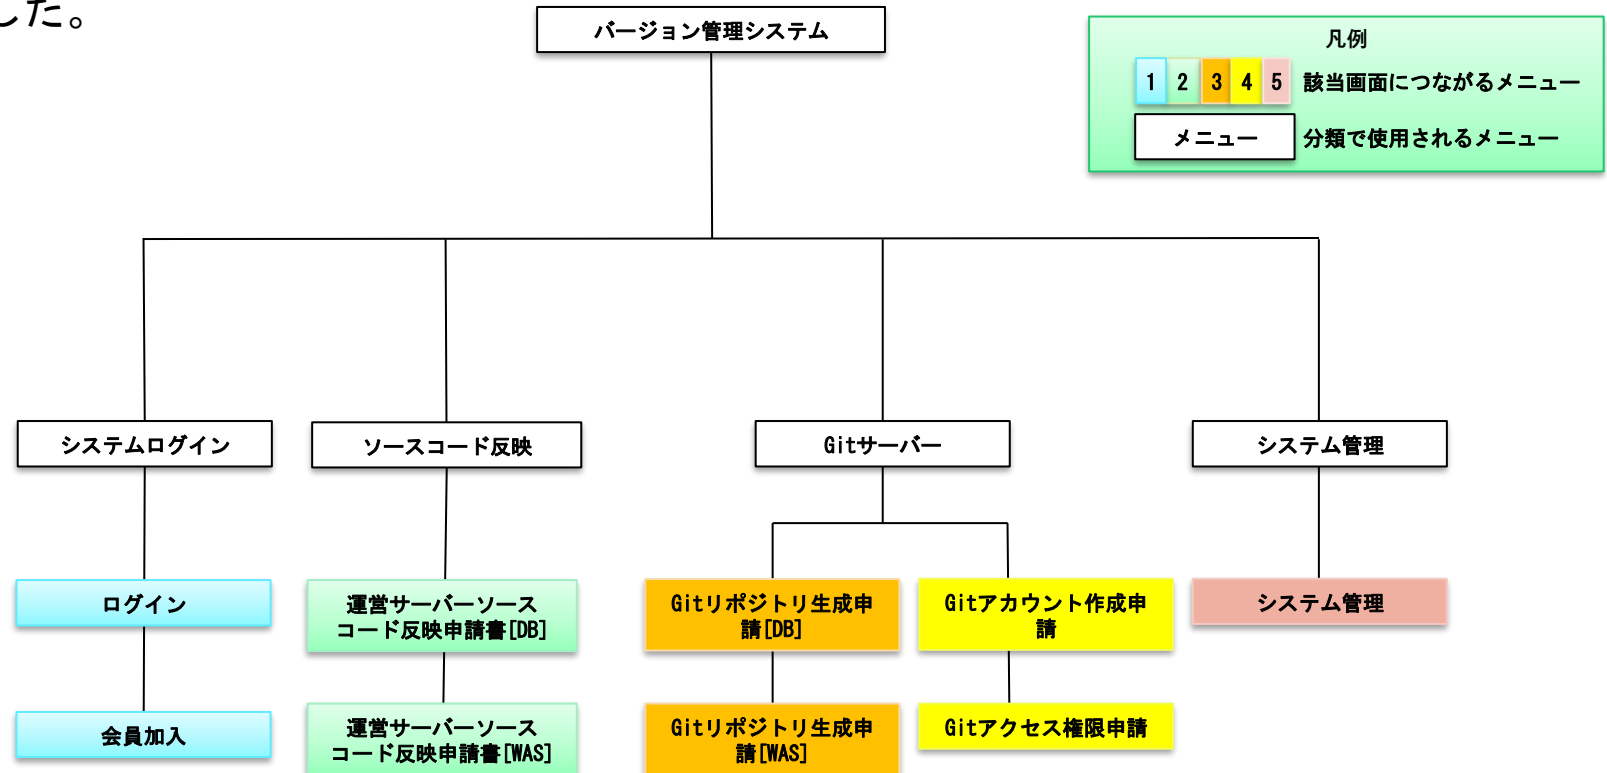 した。
バージョン管理システム
凡例
1 2 3 4 5 該当画面につながるメニュー
メニュー 分類で使用されるメニュー
システムログイン
ソースコード反映
Gitサーバー
システム管理
ログイン
運営サーバーソース
コード反映申請書[DB]
Gitリポジトリ生成申
請[DB]
Gitアカウント作成申
請
システム管理
会員加入
運営サーバーソース
コード反映申請書[WAS]
Gitリポジトリ生成申
請[WAS]
Gitアクセス権限申請